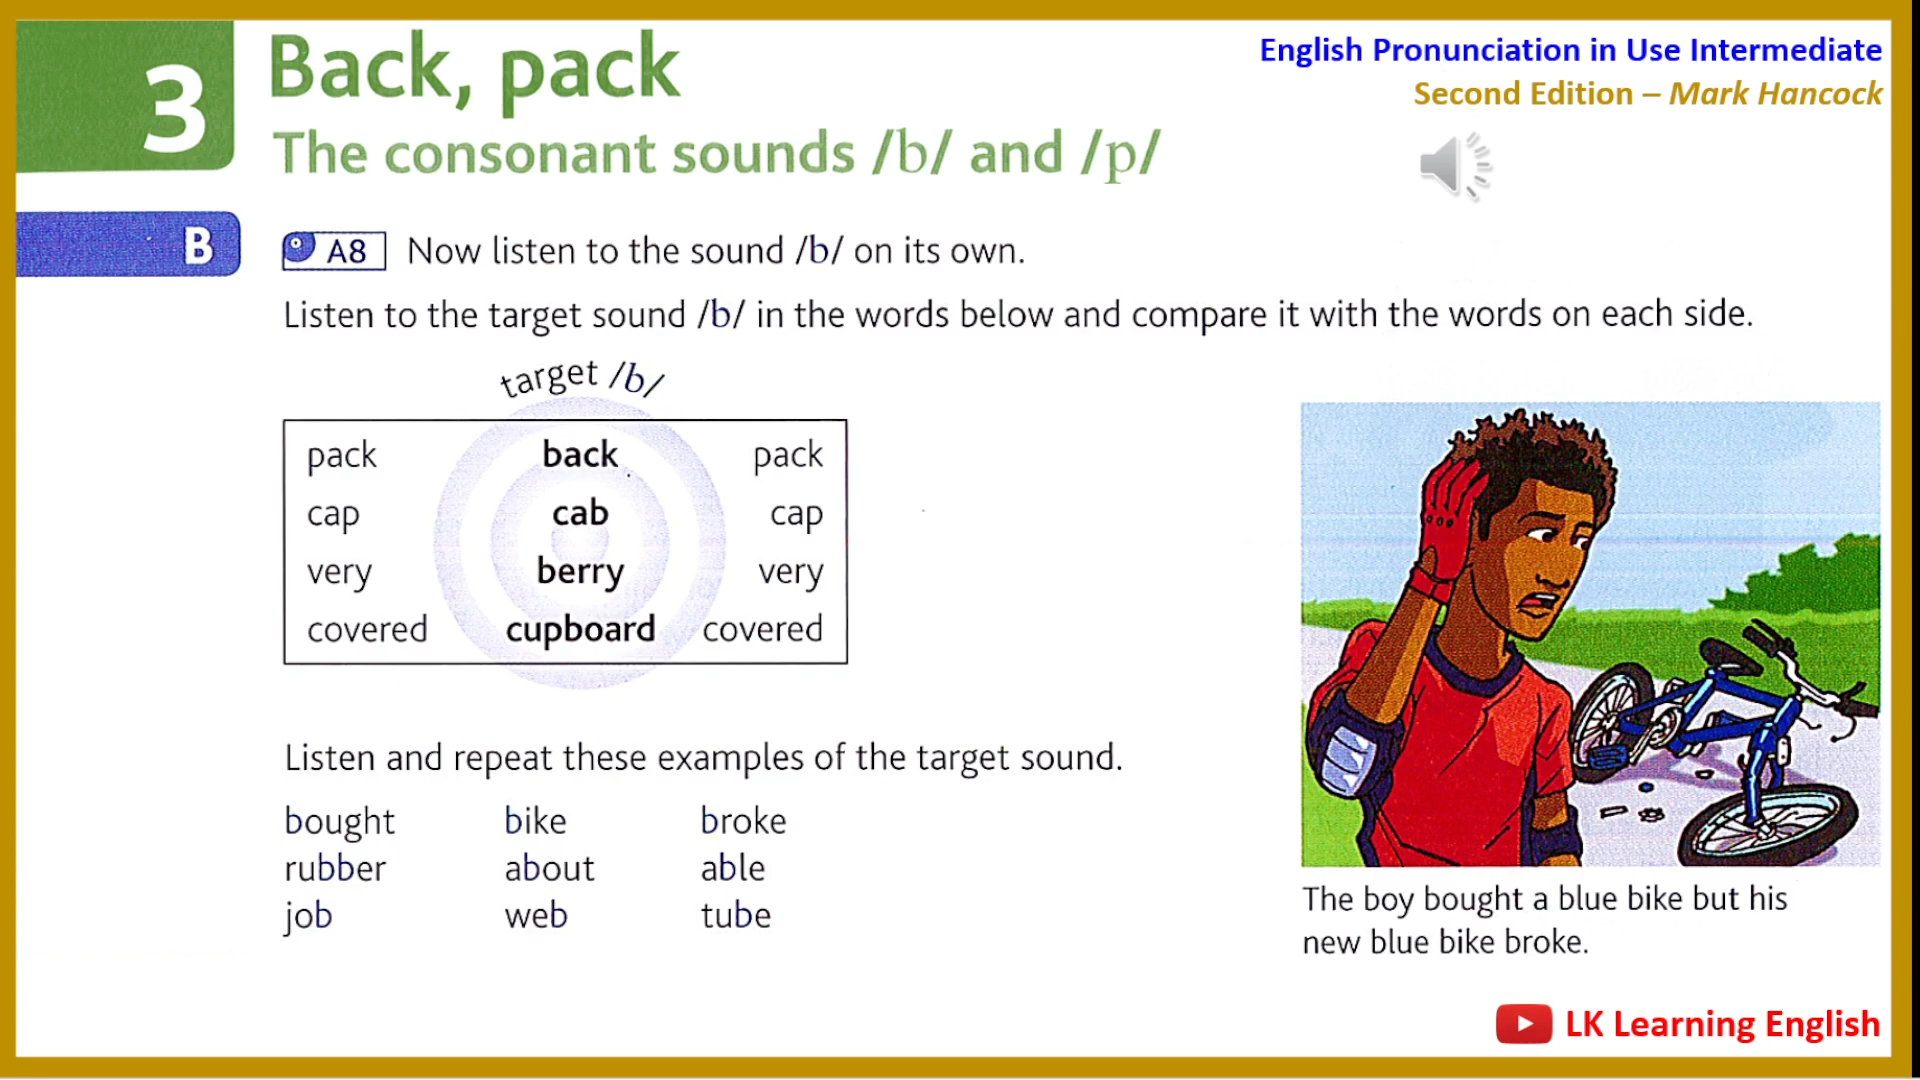 3
Back, pack
The consonant sounds /b/ and /p/
English Pronunciation in Use Intermediate
Second Edition – Mark Hancock
B
A8 Now listen to the sound /b/ on its own.
Listen to the target sound /b/ in the words below and compare it with the words on each side.
target /b/
pack back pack
cap cab cap
very berry very
covered cupboard covered
Listen and repeat these examples of the target sound.
bought bike broke
rubber about able
job web tube
The boy bought a blue bike but his
new blue bike broke.
LK Learning English